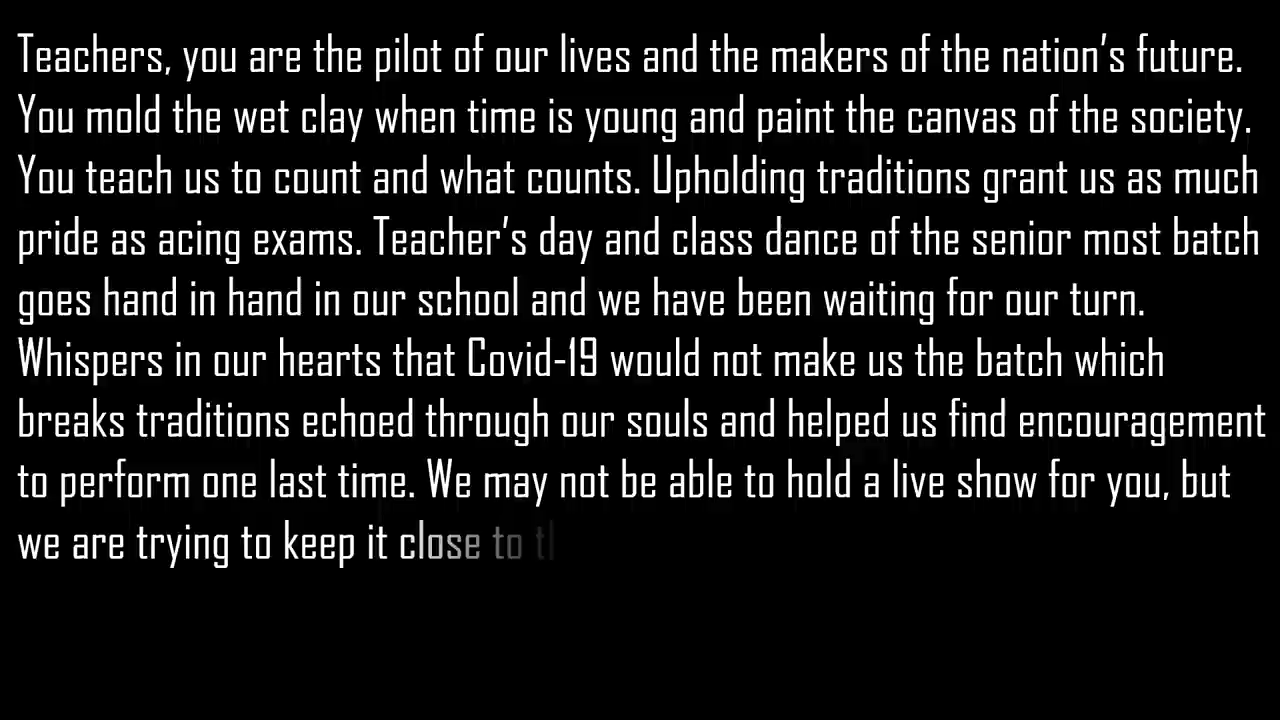 Teachers, you are the pilot of our lives and the makers of the nation’s future.
You mold the wet clay when time is young and paint the canvas of the society.
You teach us to count and what counts. Upholding traditions grant us as much
pride as acing exams. Teacher’s day and class dance of the senior most batch
goes hand in hand in our school and we have been waiting for our turn.
Whispers in our hearts that Covid-19 would not make us the batch which
breaks traditions echoed through our souls and helped us find encouragement
to perform one last time. We may not be able to hold a live show for you, but
we are trying to keep it close to